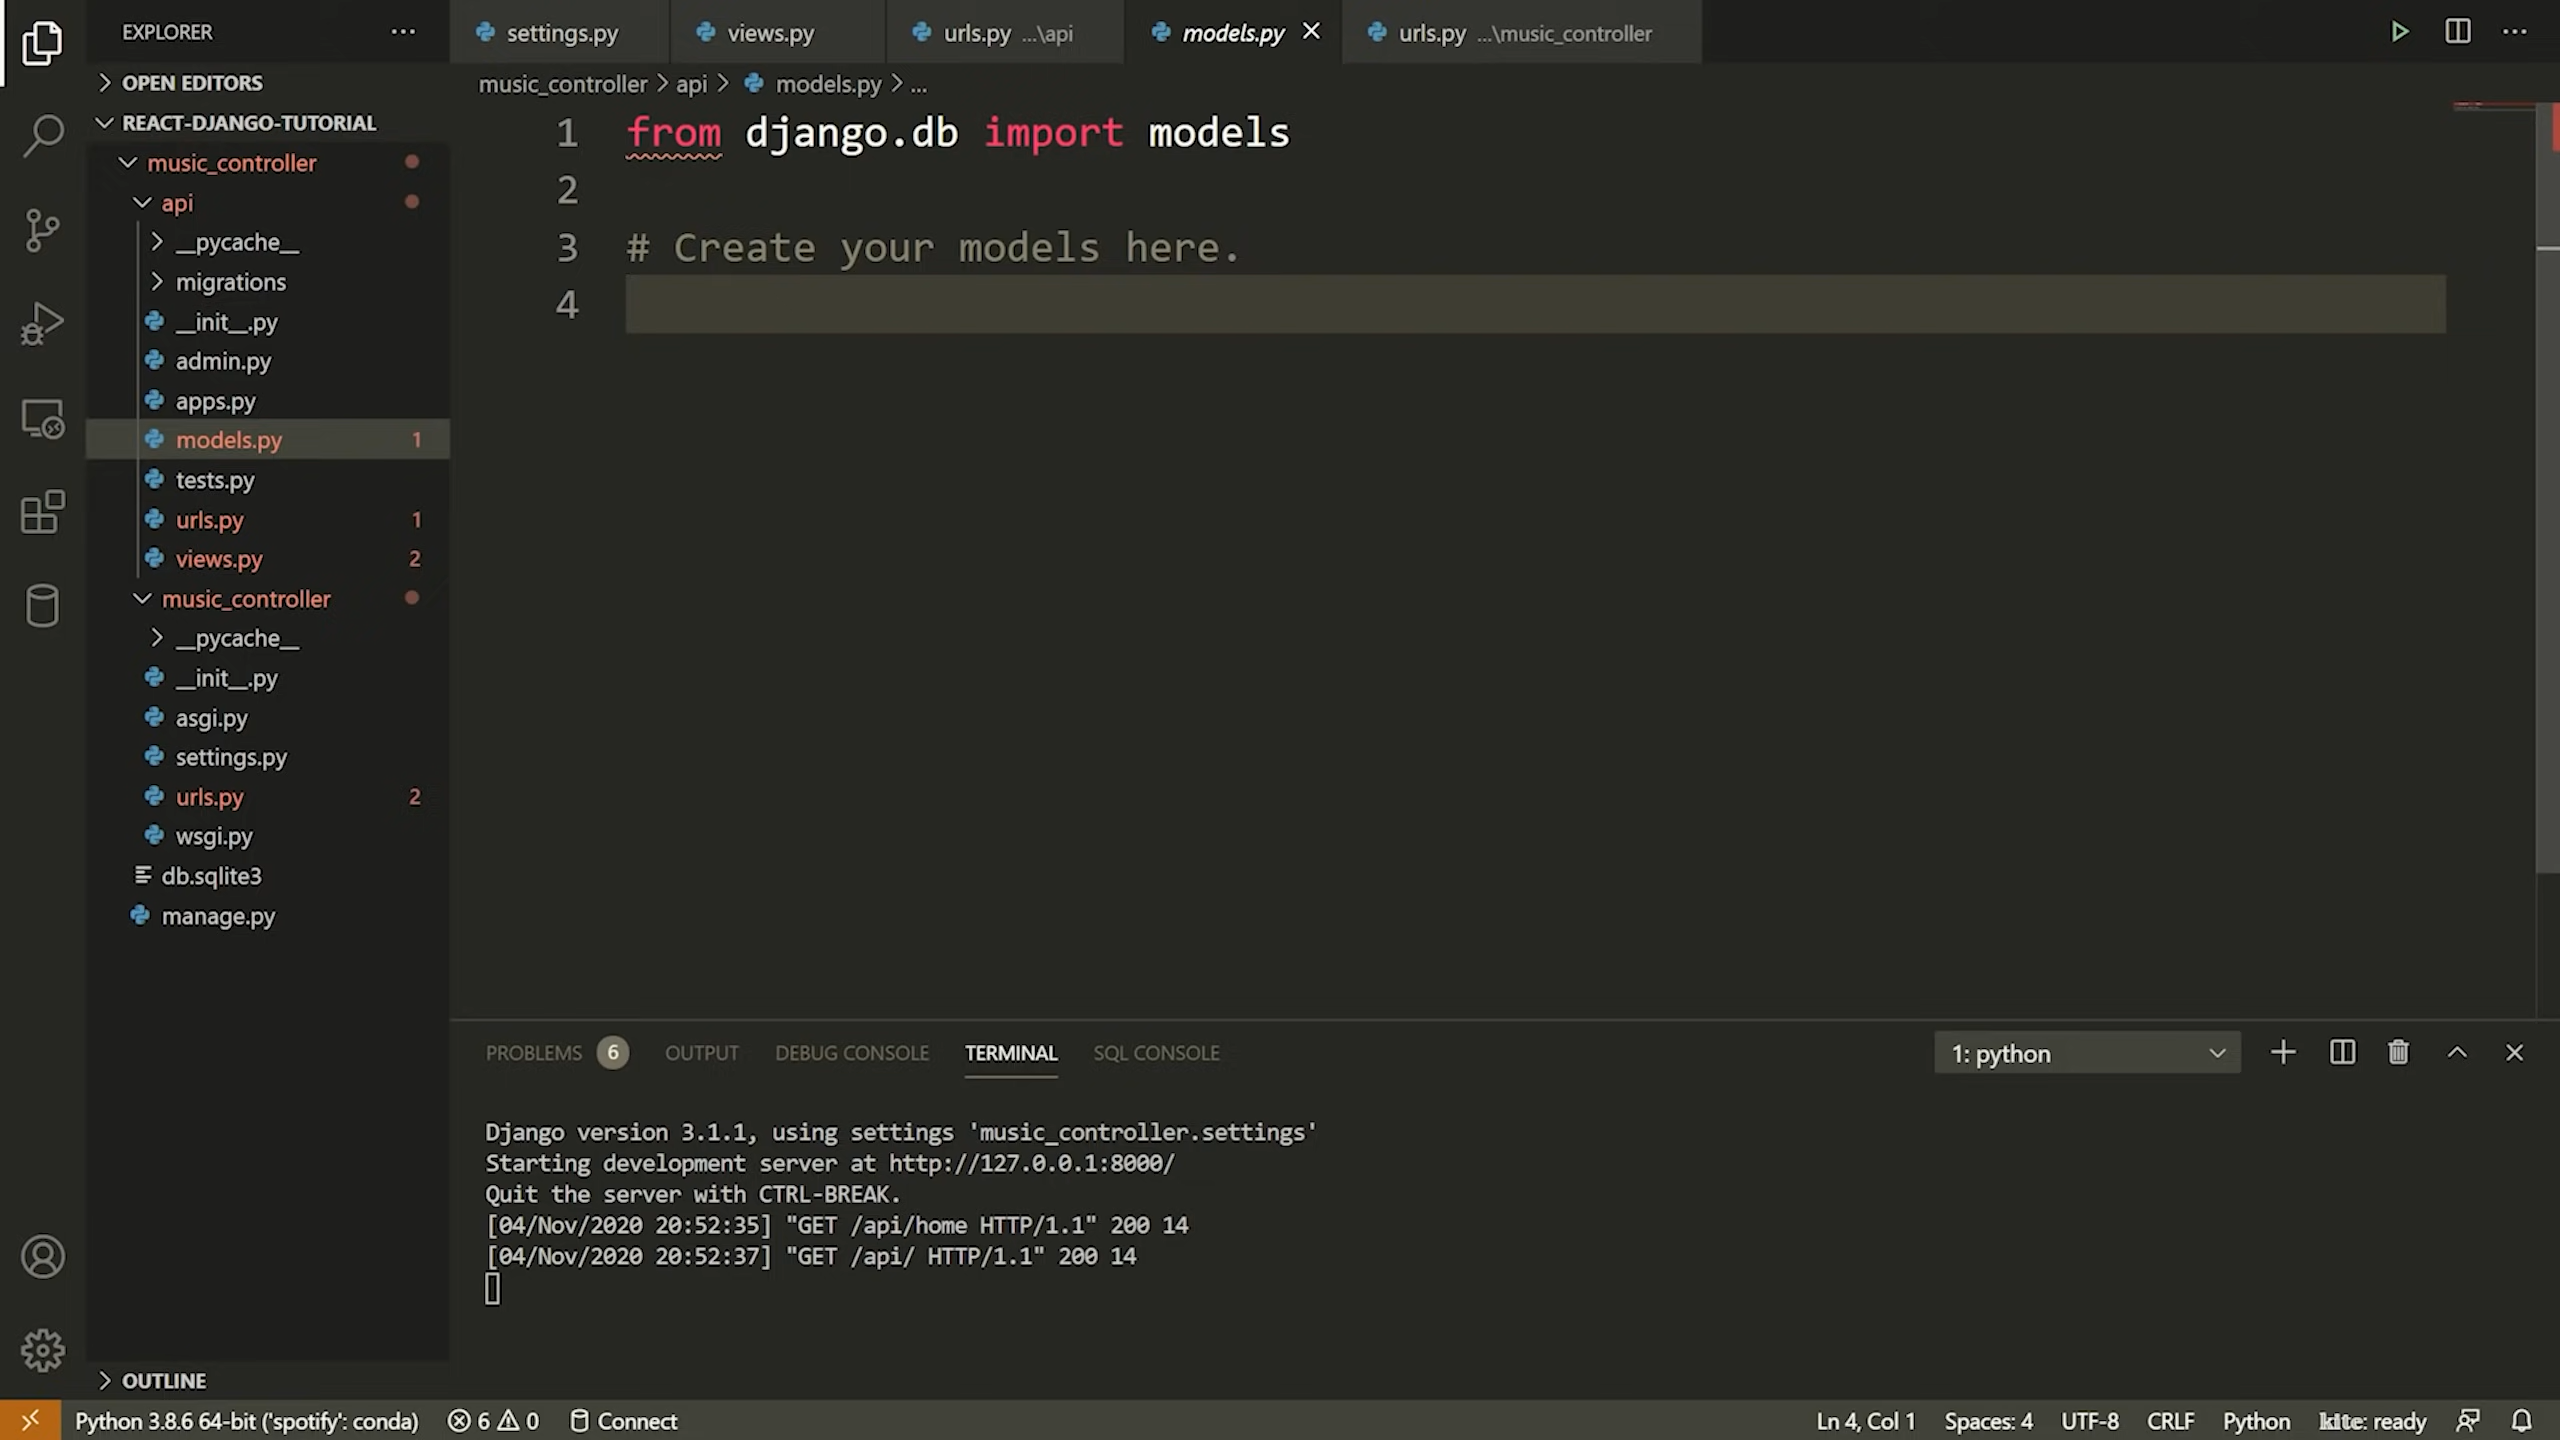 EXPLORER
settings.py
views.py
urls.py ...\api
models.py
urls.py ...\music_controller
OPEN EDITORS
REACT-DJANGO-TUTORIAL
music_controller
api
__pycache__
migrations
__init__.py
admin.py
apps.py
models.py 1
tests.py
urls.py 1
views.py 2
music_controller
__pycache__
__init__.py
asgi.py
settings.py
urls.py 2
wsgi.py
db.sqlite3
manage.py
OUTLINE
music_controller > api > models.py > ...
1 from django.db import models
2
3 # Create your models here.
4
PROBLEMS 6 OUTPUT DEBUG CONSOLE TERMINAL SQL CONSOLE
1: python
Django version 3.1.1, using settings 'music_controller.settings'
Starting development server at http://127.0.0.1:8000/
Quit the server with CTRL-BREAK.
[04/Nov/2020 20:52:35] "GET /api/home HTTP/1.1" 200 14
[04/Nov/2020 20:52:37] "GET /api/ HTTP/1.1" 200 14
Python 3.8.6 64-bit ('spotify': conda) 6 0 Connect
Ln 4, Col 1 Spaces: 4 UTF-8 CRLF Python kite: ready